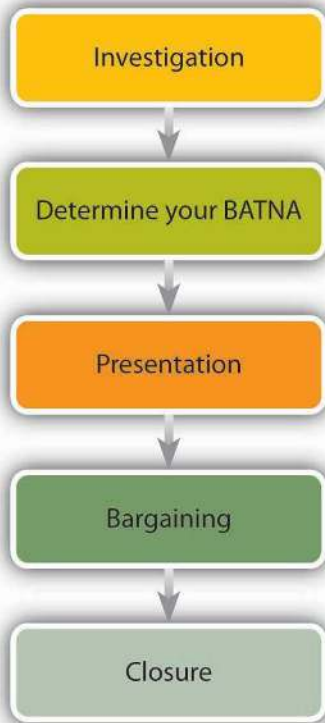 Investigation
Determine your BATNA
Presentation
Bargaining
Closure